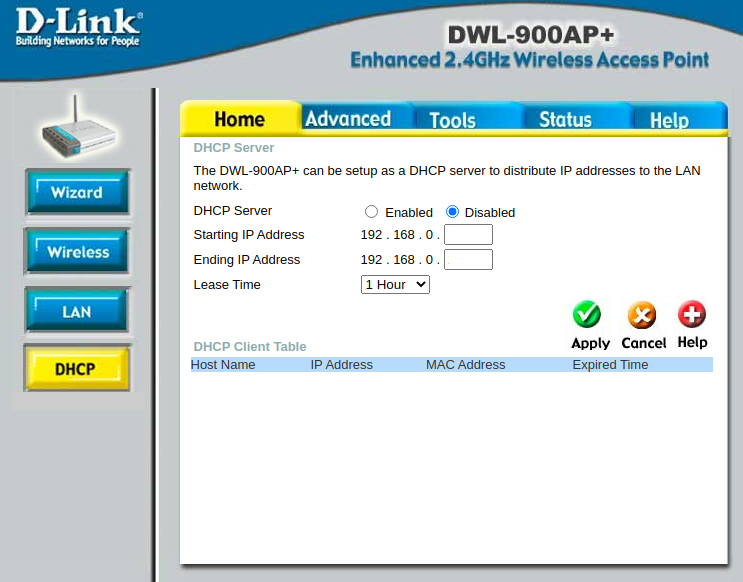 D-Link®
Building Networks for People
DWL-900AP+
Enhanced 2.4GHz Wireless Access Point
Home Advanced Tools Status Help
Wizard
Wireless
LAN
DHCP
DHCP Server
The DWL-900AP+ can be setup as a DHCP server to distribute IP addresses to the LAN
network.
DHCP Server Enabled Disabled
Starting IP Address 192 . 168 . 0 .
Ending IP Address 192 . 168 . 0 .
Lease Time 1 Hour
Apply Cancel Help
DHCP Client Table
Host Name IP Address MAC Address Expired Time